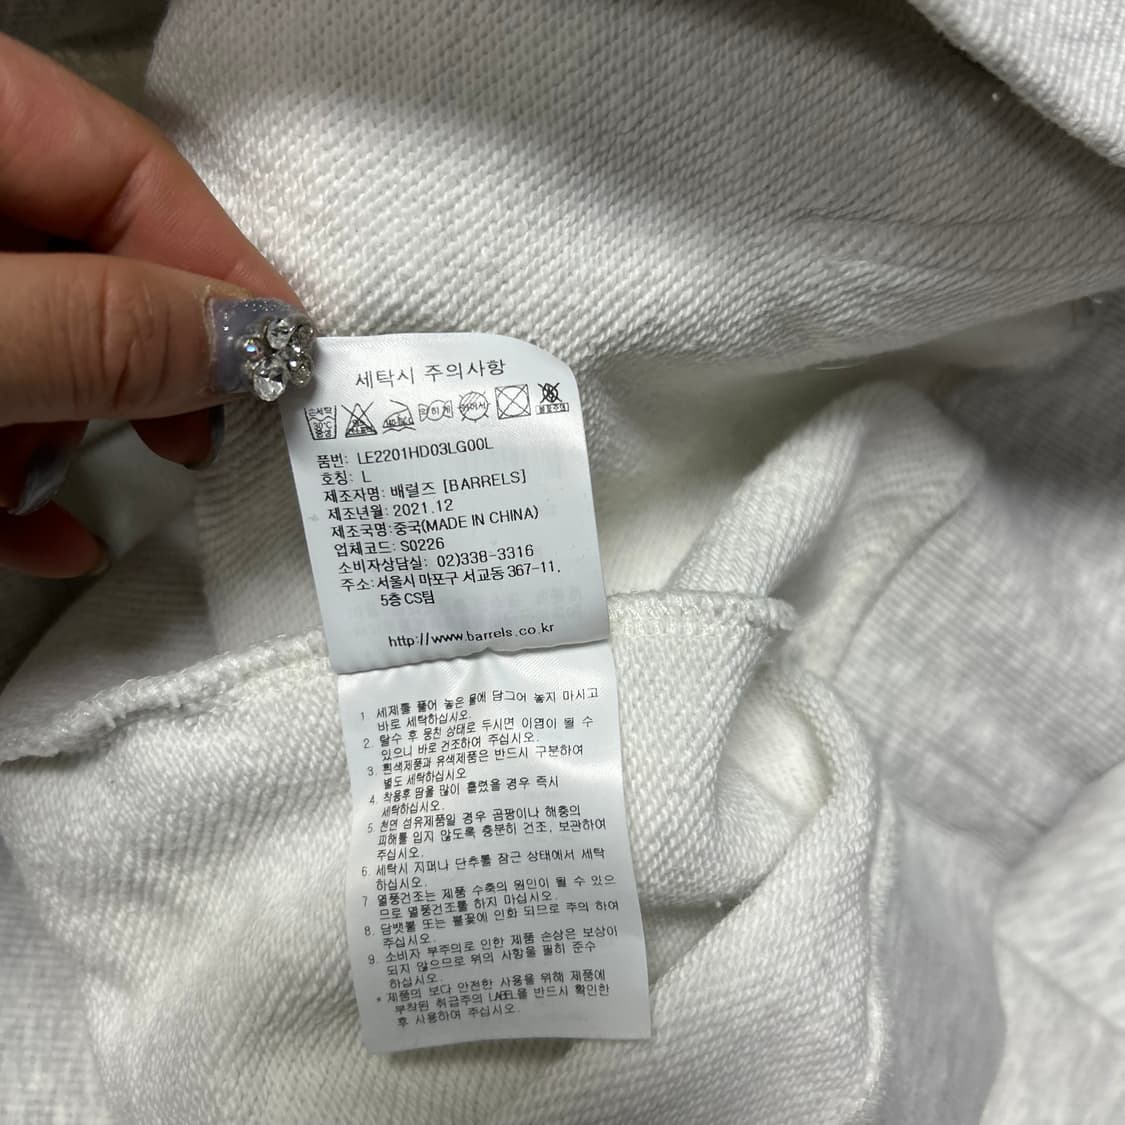 세탁시 주의사항
손세탁
30℃
중성
품번: LE2201HD03LG00L
호칭: L
제조자명: 배럴즈 [BARRELS]
제조년월: 2021.12
제조국명:중국(MADE IN CHINA)
업체코드: S0226
소비자상담실: 02)338-3316
주소:서울시 마포구 서교동 367-11,
5층 CS팀
http://www.barrels.co.kr
1 세제를 풀어 놓은 물에 담그어 놓지 마시고
바로 세탁하십시오.
2. 탈수 후 뭉친 상태로 두시면 이염이 될 수
있으니 바로 건조하여 주십시오.
3. 흰색제품과 유색제품은 반드시 구분하여
별도 세탁하십시오
4. 착용후 땀을 많이 흘렸을 경우 즉시
세탁하십시오.
5. 천연 섬유제품일 경우 곰팡이나 해충의
피해를 입지 않도록 충분히 건조, 보관하여
주십시오.
6. 세탁시 지퍼나 단추를 잠근 상태에서 세탁
하십시오.
7 열풍건조는 제품 수축의 원인이 될 수 있으
므로 열풍건조를 하지 마십시오.
8. 담뱃불 또는 불꽃에 인화 되므로 주의 하여
주십시오.
9. 소비자 부주의로 인한 제품 손상은 보상이
되지 않으므로 위의 사항을 필히 준수
하십시오.
* 제품의 보다 안전한 사용을 위해 제품에
부착된 취급주의 LABEL을 반드시 확인한
후 사용하여 주십시오.